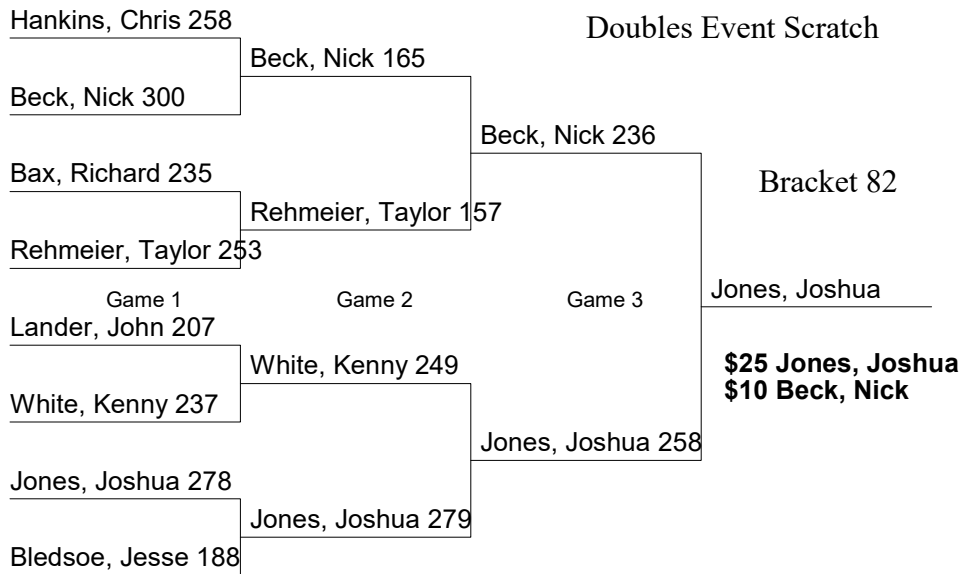 Hankins, Chris 258
Doubles Event Scratch
Beck, Nick 165
Beck, Nick 300
Beck, Nick 236
Bax, Richard 235
Bracket 82
Rehmeier, Taylor 157
Rehmeier, Taylor 253
Game 1
Game 2
Game 3
Jones, Joshua
Lander, John 207
White, Kenny 249
$25 Jones, Joshua
$10 Beck, Nick
White, Kenny 237
Jones, Joshua 258
Jones, Joshua 278
Jones, Joshua 279
Bledsoe, Jesse 188